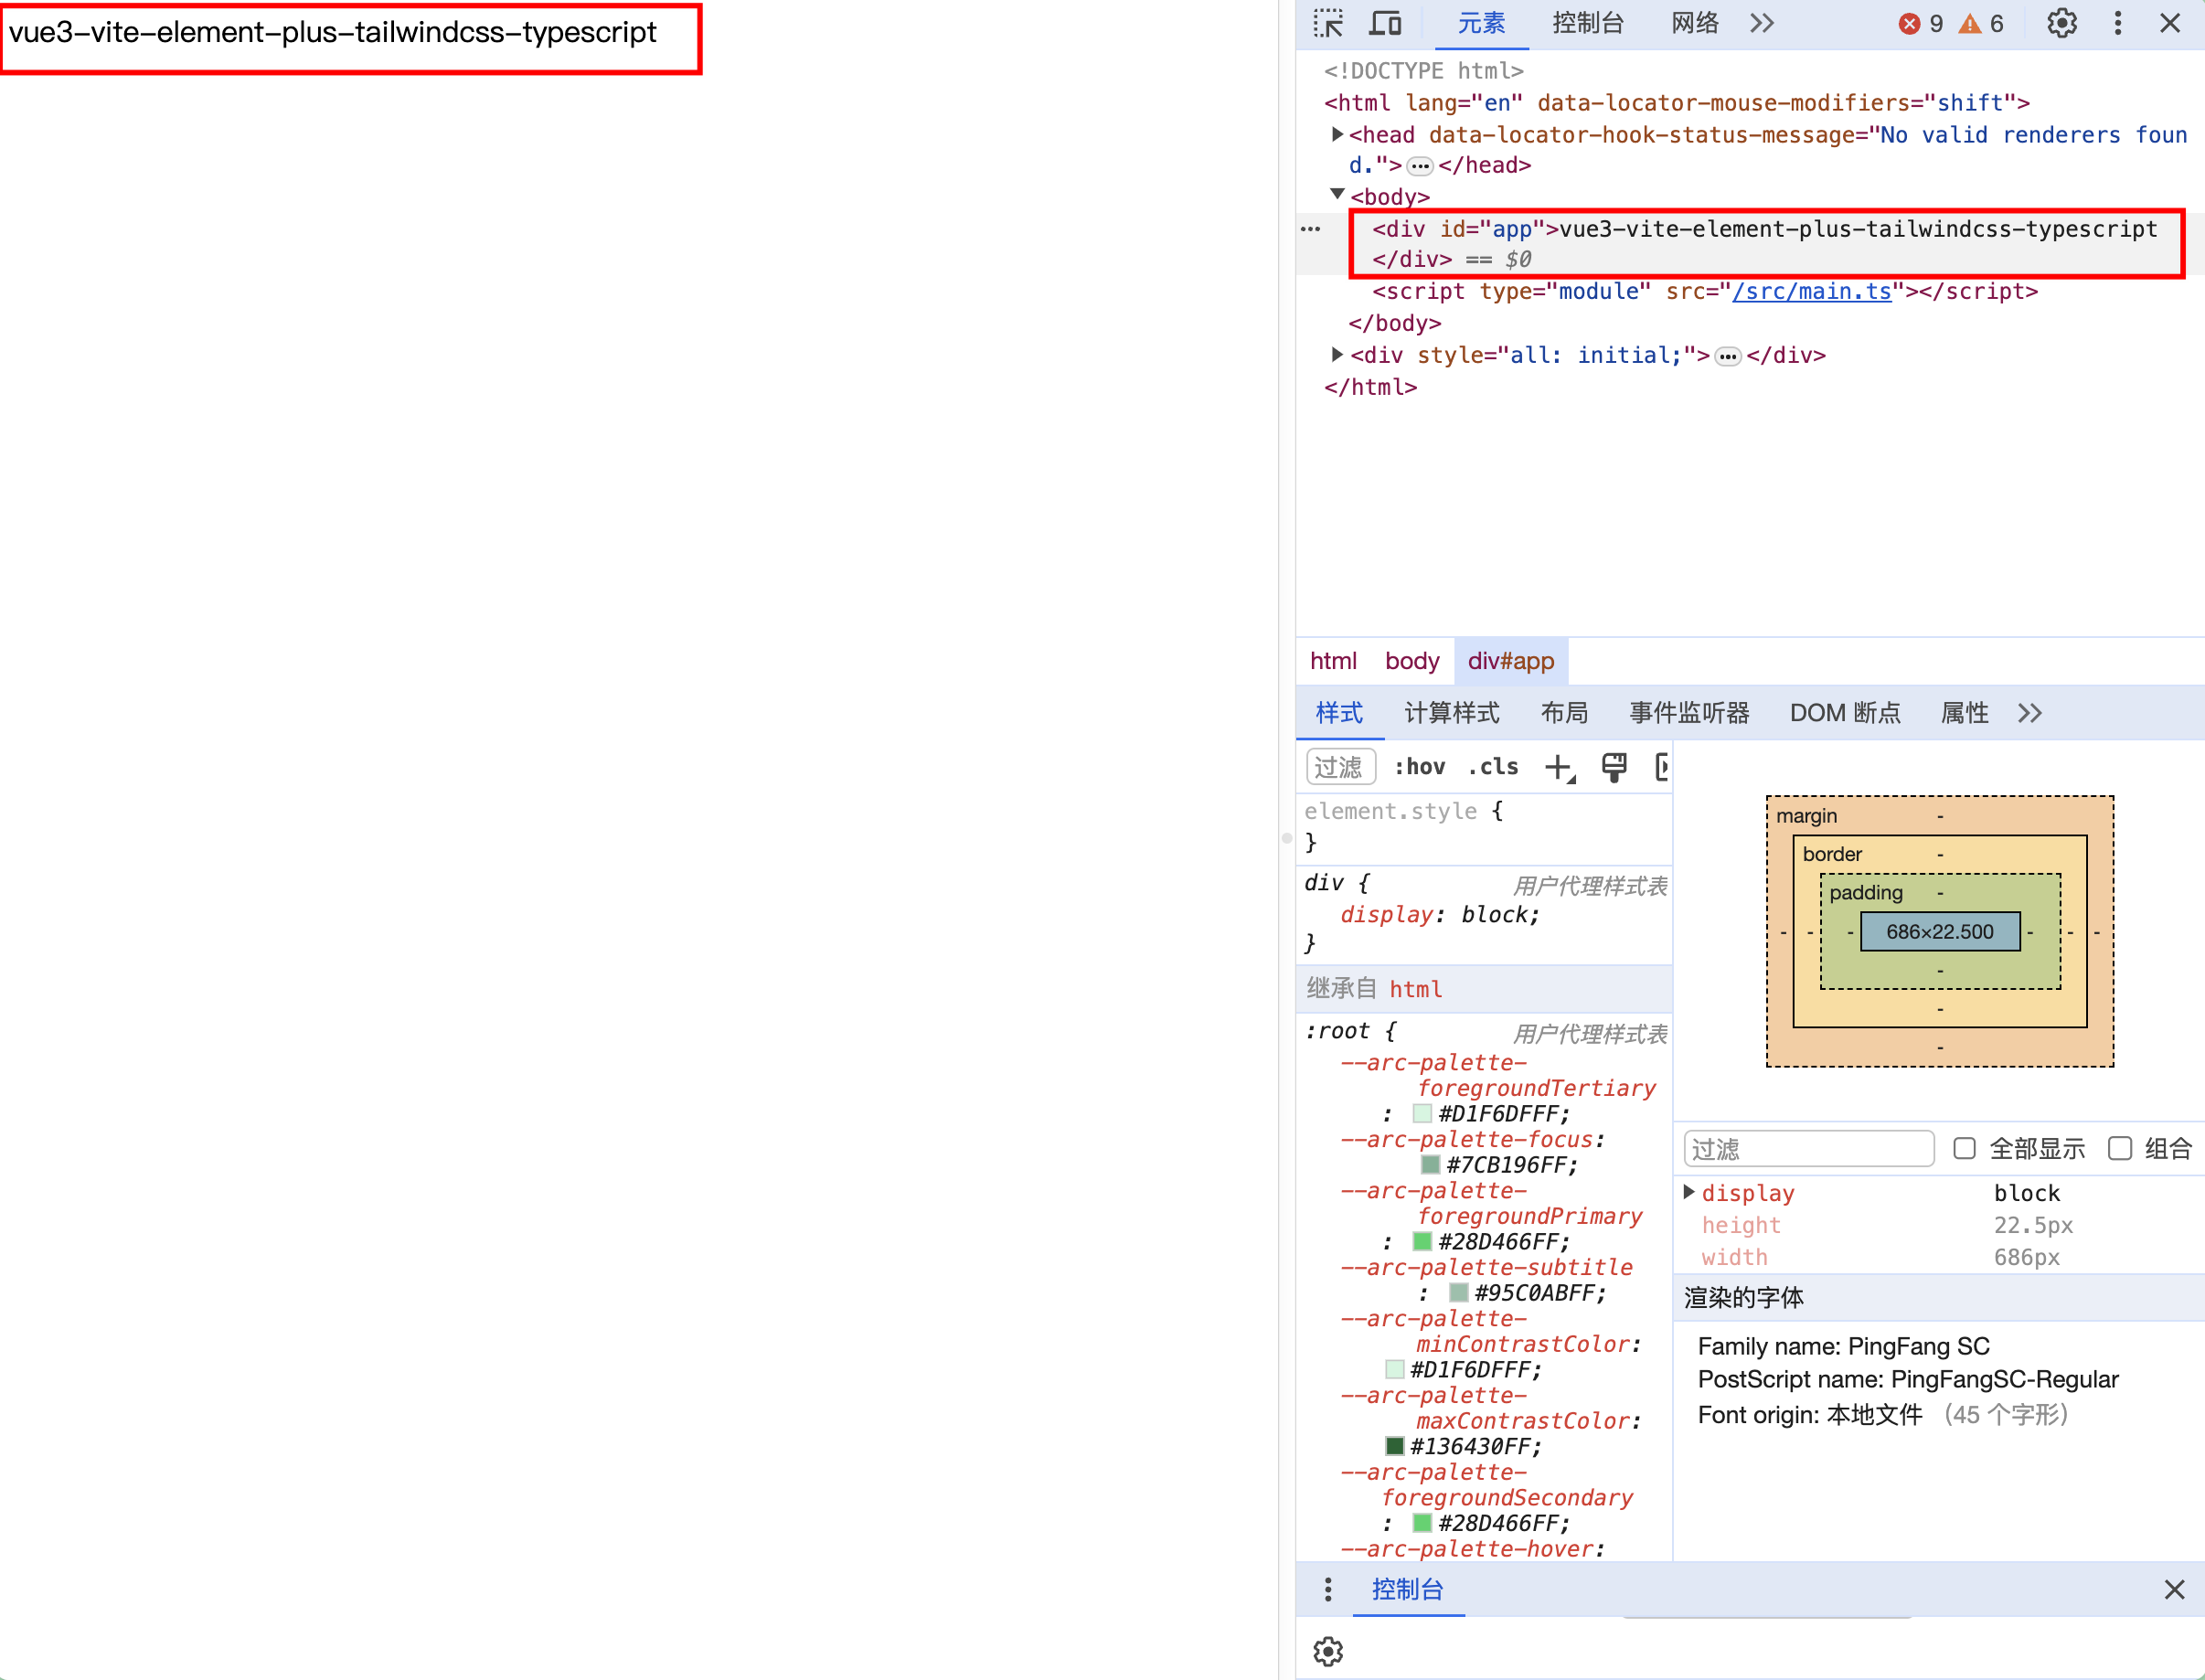 vue3-vite-element-plus-tailwindcss-typescript
元素 控制台 网络 9 6
<!DOCTYPE html>
<html lang="en" data-locator-mouse-modifiers="shift">
<head data-locator-hook-status-message="No valid renderers foun
d."> ••• </head>
<body>
••• <div id="app">vue3-vite-element-plus-tailwindcss-typescript
</div> == $0
<script type="module" src="/src/main.ts"></script>
</body>
<div style="all: initial;"> ••• </div>
</html>
html body div#app
样式 计算样式 布局 事件监听器 DOM 断点 属性
过滤 :hov .cls
element.style {
}
div { 用户代理样式表
display: block;
}
继承自 html
:root { 用户代理样式表
--arc-palette-
foregroundTertiary
: #D1F6DFFF;
--arc-palette-focus:
#7CB196FF;
--arc-palette-
foregroundPrimary
: #28D466FF;
--arc-palette-subtitle
: #95C0ABFF;
--arc-palette-
minContrastColor:
#D1F6DFFF;
--arc-palette-
maxContrastColor:
#136430FF;
--arc-palette-
foregroundSecondary
: #28D466FF;
--arc-palette-hover:
margin -
border -
padding -
- - - 686×22.500 - - -
-
-
-
过滤 全部显示 组合
display block
height 22.5px
width 686px
渲染的字体
Family name: PingFang SC
PostScript name: PingFangSC-Regular
Font origin: 本地文件 (45 个字形)
控制台